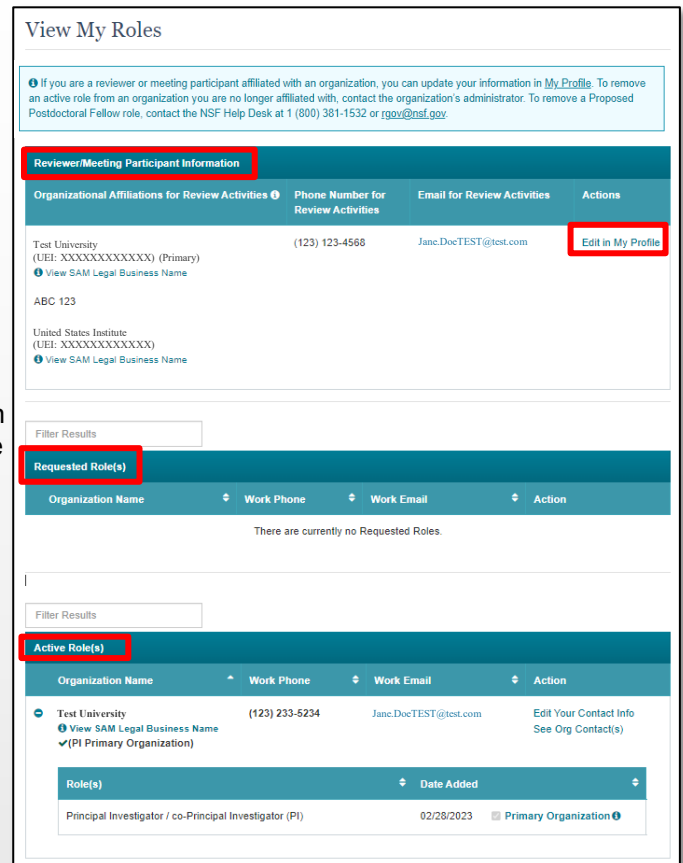 View My Roles
If you are a reviewer or meeting participant affiliated with an organization, you can update your information in My Profile. To remove
an active role from an organization you are no longer affiliated with, contact the organization's administrator. To remove a Proposed
Postdoctoral Fellow role, contact the NSF Help Desk at 1 (800) 381-1532 or rgov@nsf.gov.
Reviewer/Meeting Participant Information
Organizational Affiliations for Review Activities Phone Number for Email for Review Activities Actions
Review Activities
Test University (123) 123-4568 Jane.DoeTEST@test.com Edit in My Profile
(UEI: XXXXXXXXXXXX) (Primary)
View SAM Legal Business Name
ABC 123
United States Institute
(UEI: XXXXXXXXXXXX)
View SAM Legal Business Name
Filter Results
Requested Role(s)
Organization Name Work Phone Work Email Action
There are currently no Requested Roles.
Filter Results
Active Role(s)
Organization Name Work Phone Work Email Action
Test University (123) 233-5234 Jane.DoeTEST@test.com Edit Your Contact Info
View SAM Legal Business Name See Org Contact(s)
✔(PI Primary Organization)
Role(s) Date Added
Principal Investigator / co-Principal Investigator (PI) 02/28/2023 Primary Organization